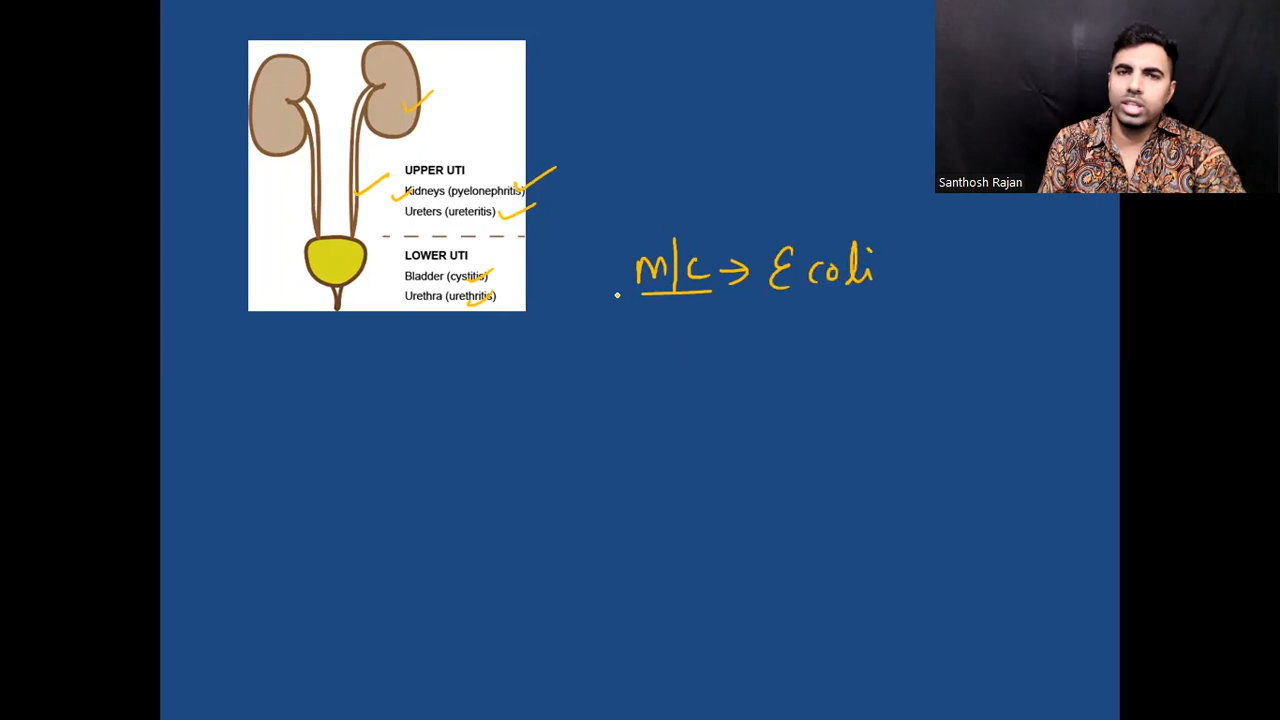 UPPER UTI
Kidneys (pyelonephritis)
Ureters (ureteritis)
LOWER UTI
Bladder (cystitis)
Urethra (urethritis)
M/C → E coli
Santhosh Rajan